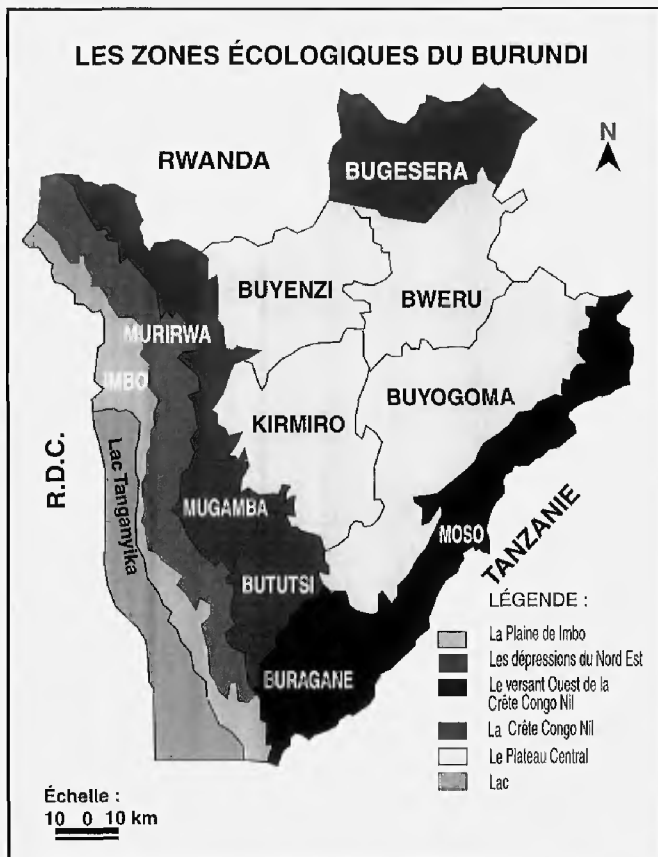 LES ZONES ÉCOLOGIQUES DU BURUNDI
RWANDA
N
BUGESERA
BUYENZI
BWERU
MURIRWA
IMBO
BUYOGOMA
KIRMIRO
R.D.C.
Lac Tanganyika
MUGAMBA
MOSO
TANZANIE
BUTUTSI
BURAGANE
LÉGENDE :
La Plaine de Imbo
Les dépressions du Nord Est
Le versant Ouest de la
Crête Congo Nil
La Crête Congo Nil
Le Plateau Central
Lac
Échelle :
10 0 10 km